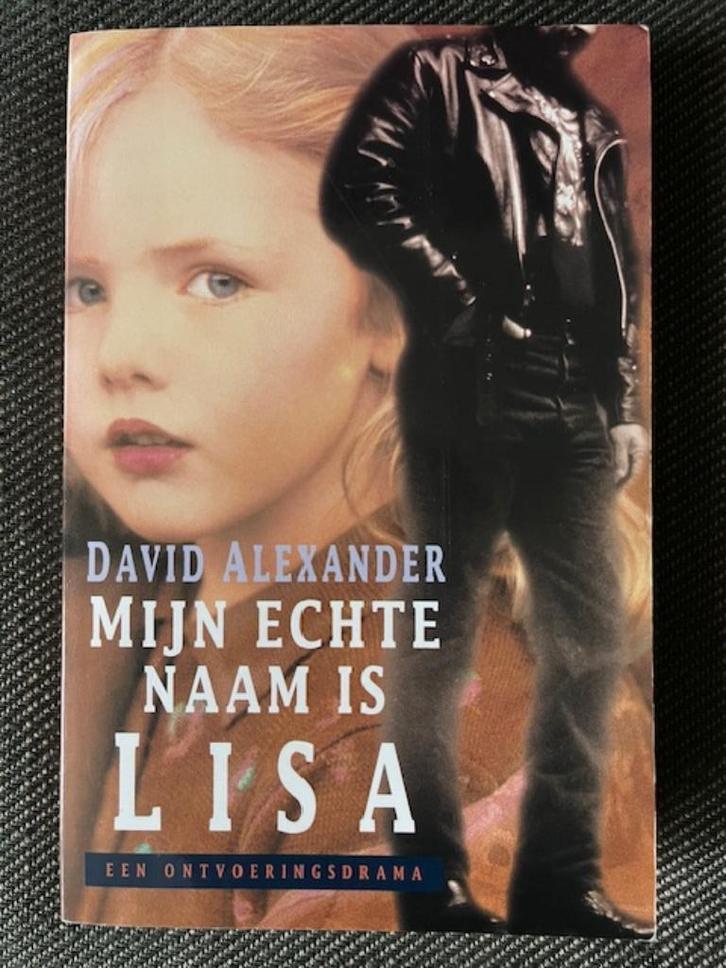 DAVID ALEXANDER
MIJN ECHTE
NAAM IS
LISA
EEN ONTVOERINGSDRAMA